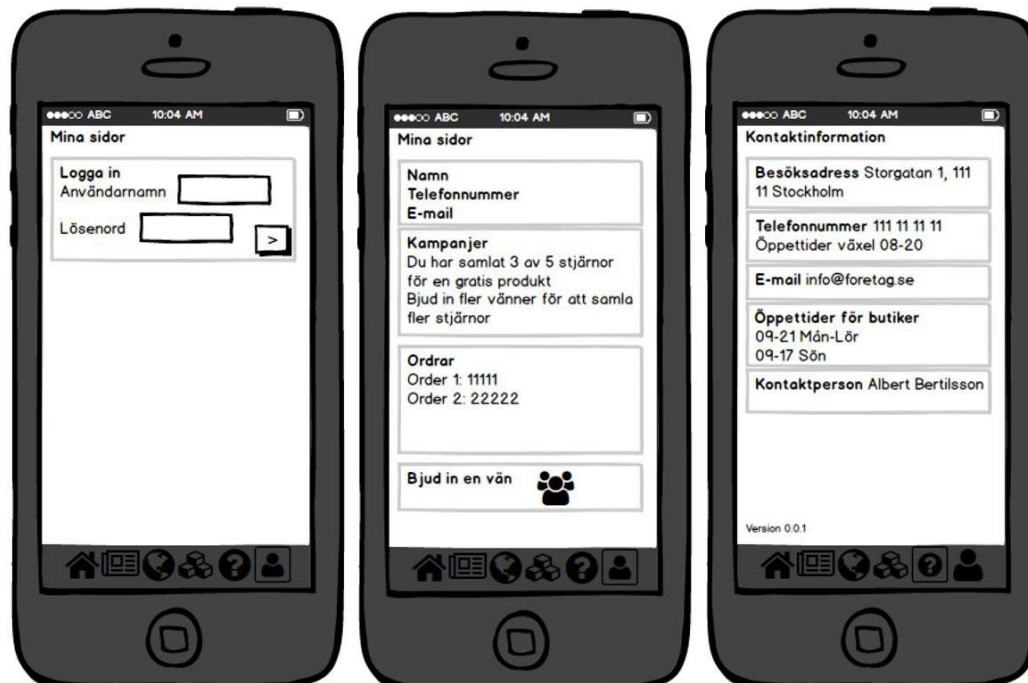 ABC 10:04 AM
Mina sidor
Logga in
Användarnamn
Lösenord
>
ABC 10:04 AM
Mina sidor
Namn
Telefonnummer
E-mail
Kampanjer
Du har samlat 3 av 5 stjärnor
för en gratis produkt
Bjud in fler vänner för att samla
fler stjärnor
Ordrar
Order 1: 11111
Order 2: 22222
Bjud in en vän
ABC 10:04 AM
Kontaktinformation
Besöksadress Storgatan 1, 111
11 Stockholm
Telefonnummer 111 11 11 11
Öppettider växel 08-20
E-mail info@foretag.se
Öppettider för butiker
09-21 Mån-Lör
09-17 Sön
Kontaktperson Albert Bertilsson
Version 0.0.1